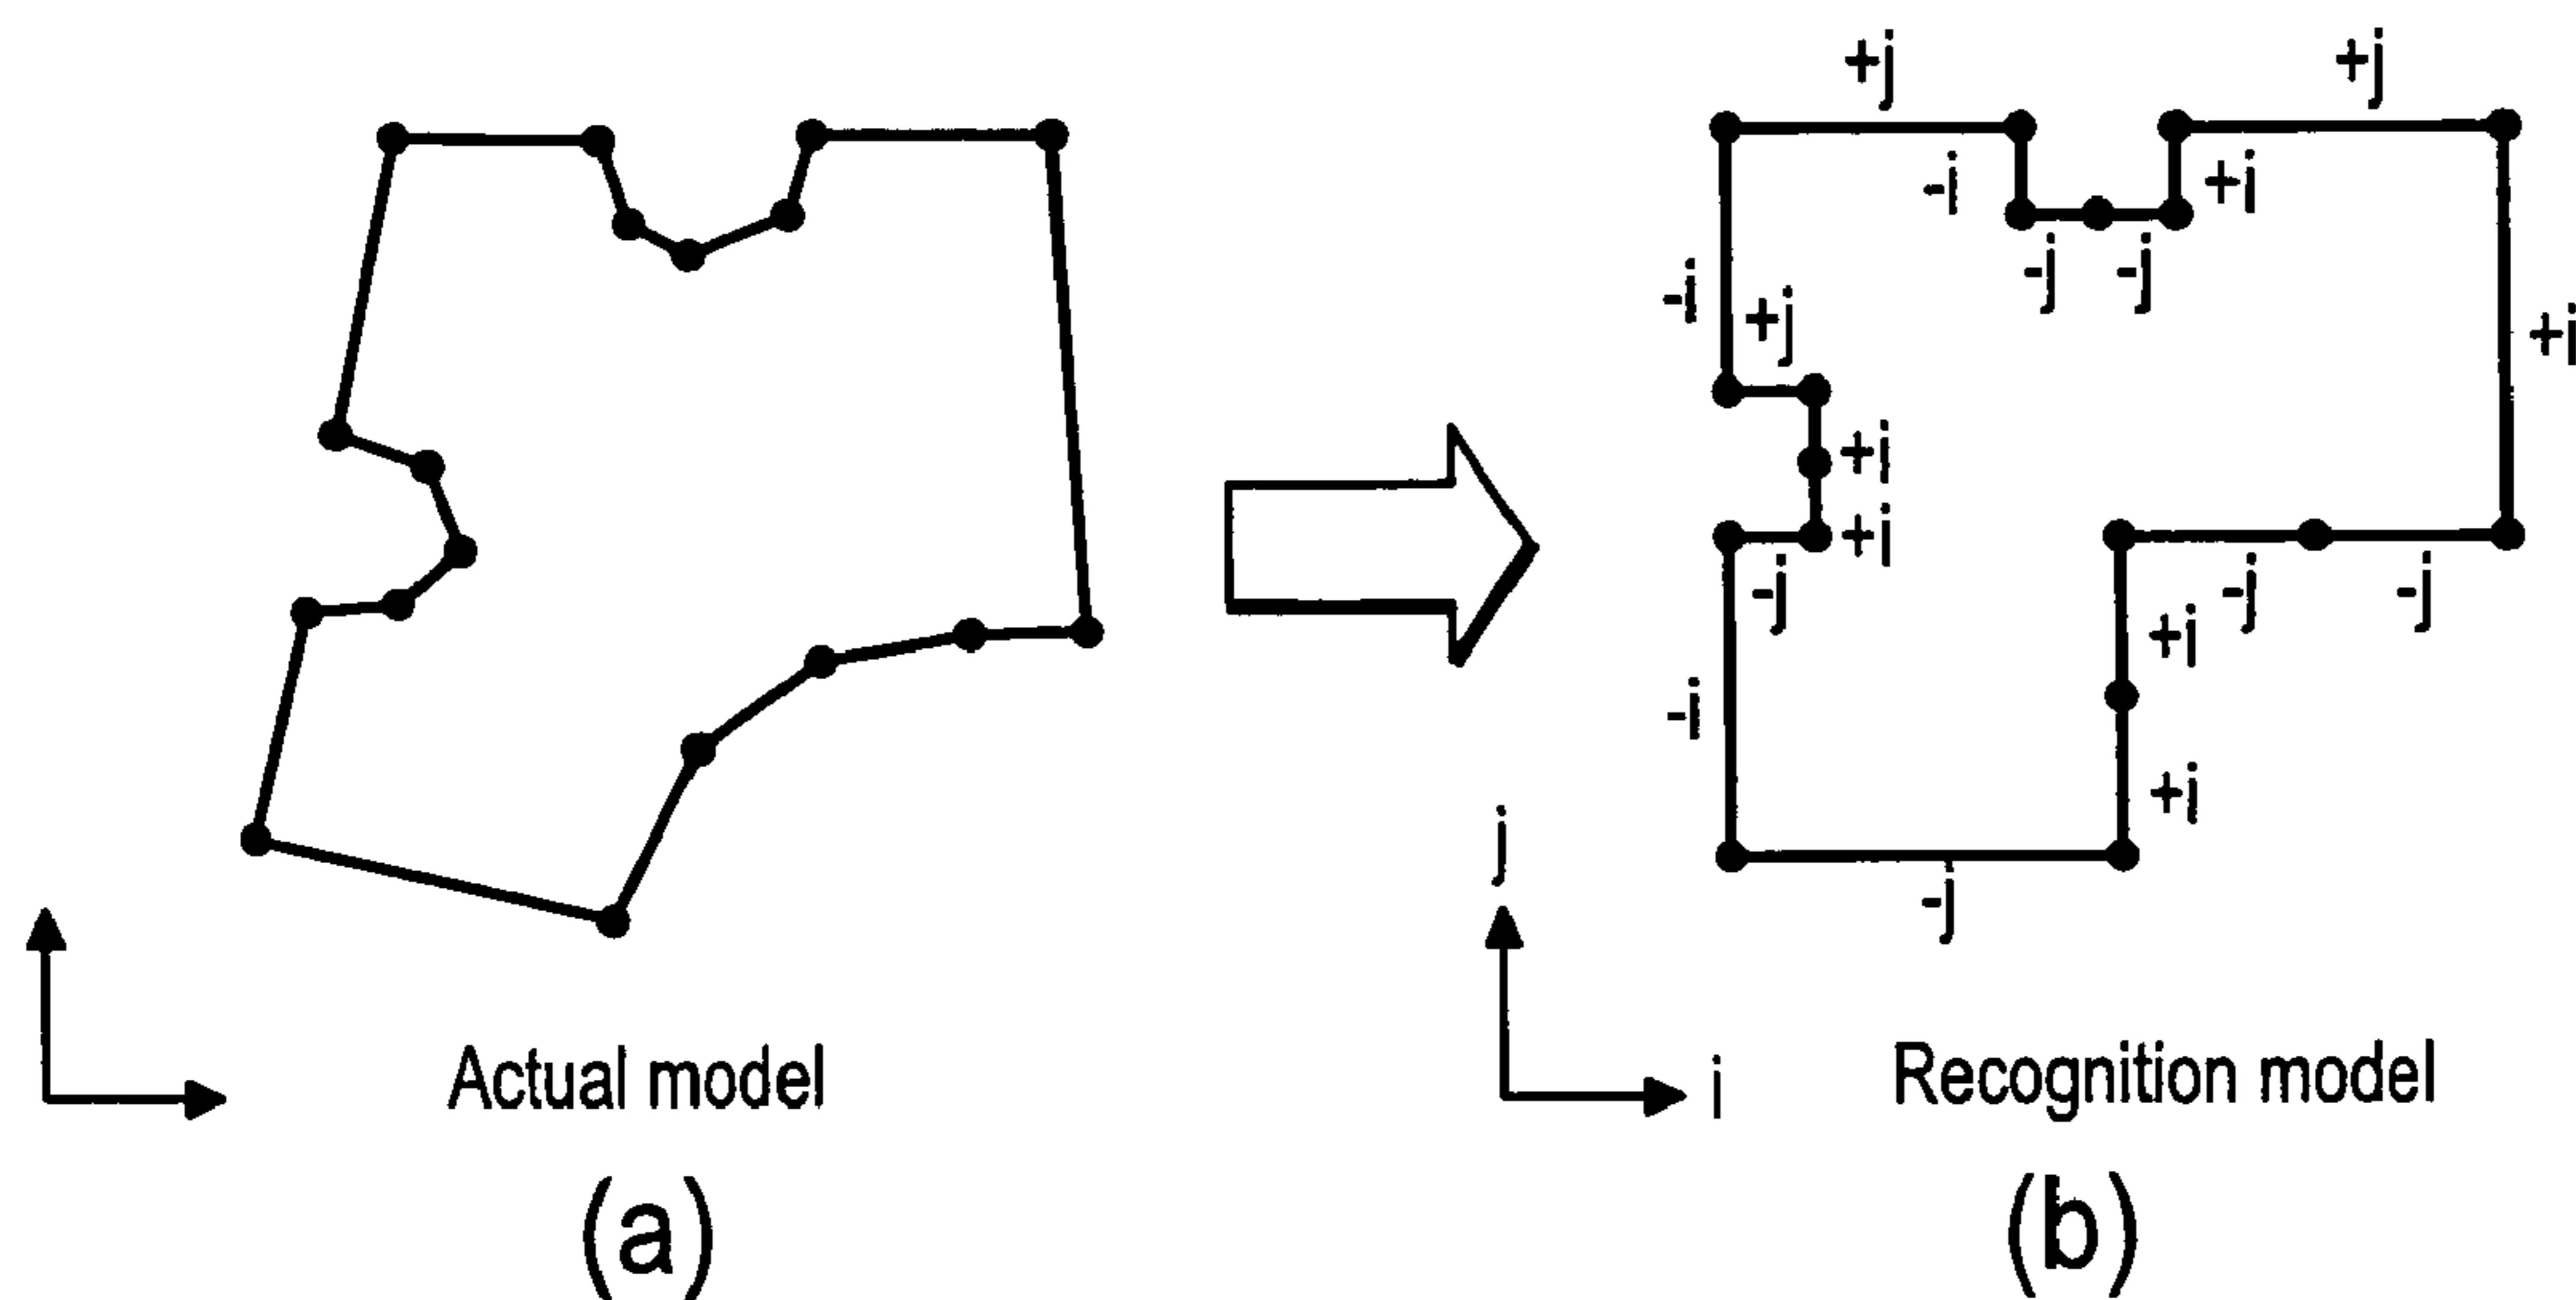 +j +j
-i +i
-j -j
-i +j +i
+i
+i
-j -j -j
+i
-i
+i
j
-j
i
Actual model Recognition model
(a) (b)